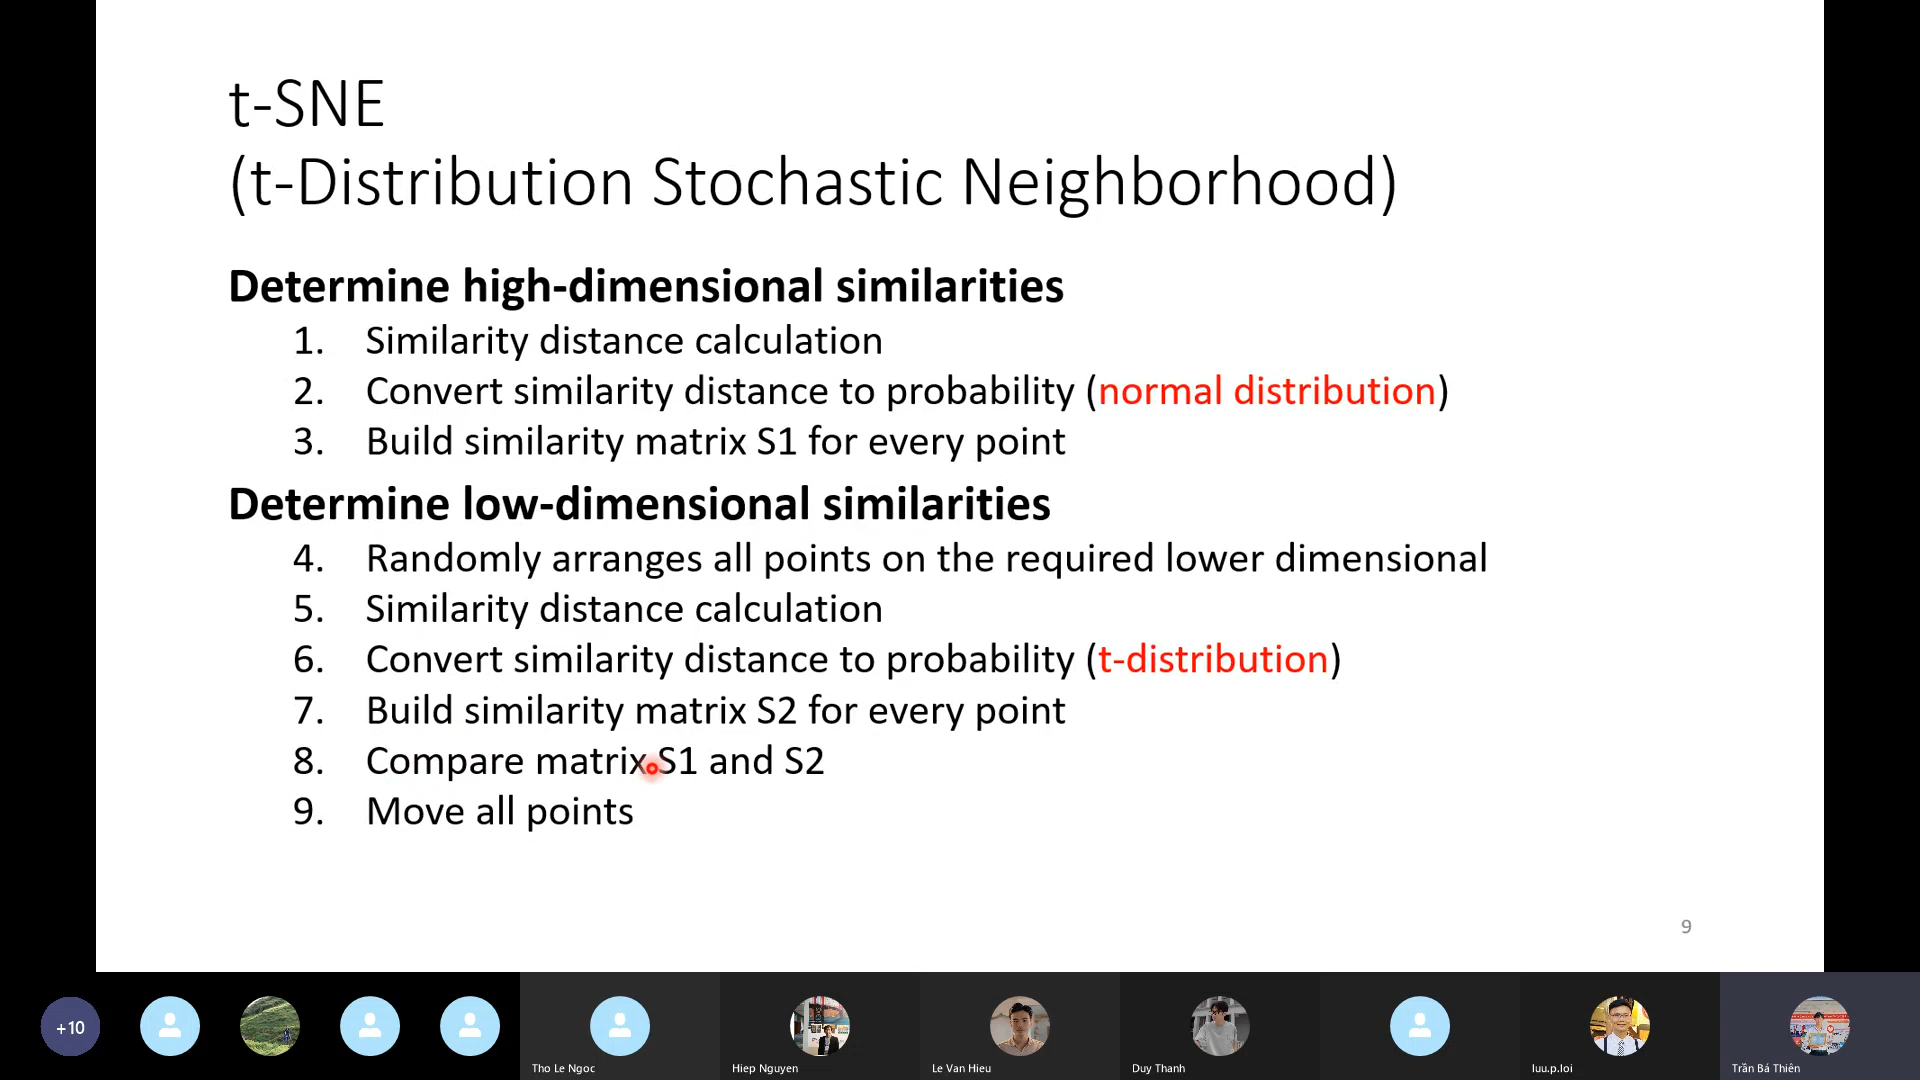 t-SNE
(t-Distribution Stochastic Neighborhood)
Determine high-dimensional similarities
1. Similarity distance calculation
2. Convert similarity distance to probability (normal distribution)
3. Build similarity matrix S1 for every point
Determine low-dimensional similarities
4. Randomly arranges all points on the required lower dimensional
5. Similarity distance calculation
6. Convert similarity distance to probability (t-distribution)
7. Build similarity matrix S2 for every point
8. Compare matrix S1 and S2
9. Move all points
9
+10
Tho Le Ngoc
Hiep Nguyen
Le Van Hieu
Duy Thanh
luu.p.loi
Trần Bá Thiên